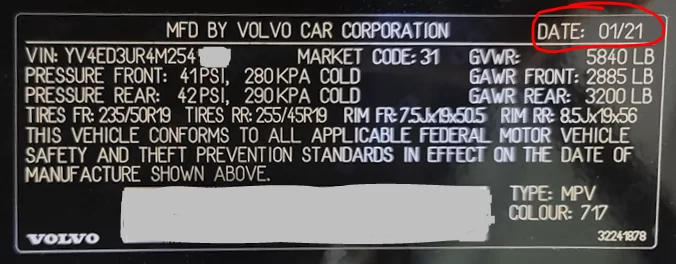 MFD BY VOLVO CAR CORPORATION DATE: 01/21
VIN: YV4ED3UR4M254 MARKET CODE: 31 GVWR: 5840 LB
PRESSURE FRONT: 41 PSI, 280 KPA COLD GAWR FRONT: 2885 LB
PRESSURE REAR: 42 PSI, 290 KPA COLD GAWR REAR: 3200 LB
TIRES FR: 235/50R19 TIRES RR: 255/45R19 RIM FR: 7.5Jx19x50.5 RIM RR: 8.5Jx19x56
THIS VEHICLE CONFORMS TO ALL APPLICABLE FEDERAL MOTOR VEHICLE
SAFETY AND THEFT PREVENTION STANDARDS IN EFFECT ON THE DATE OF
MANUFACTURE SHOWN ABOVE.
TYPE: MPV
COLOUR: 717
VOLVO 32241878